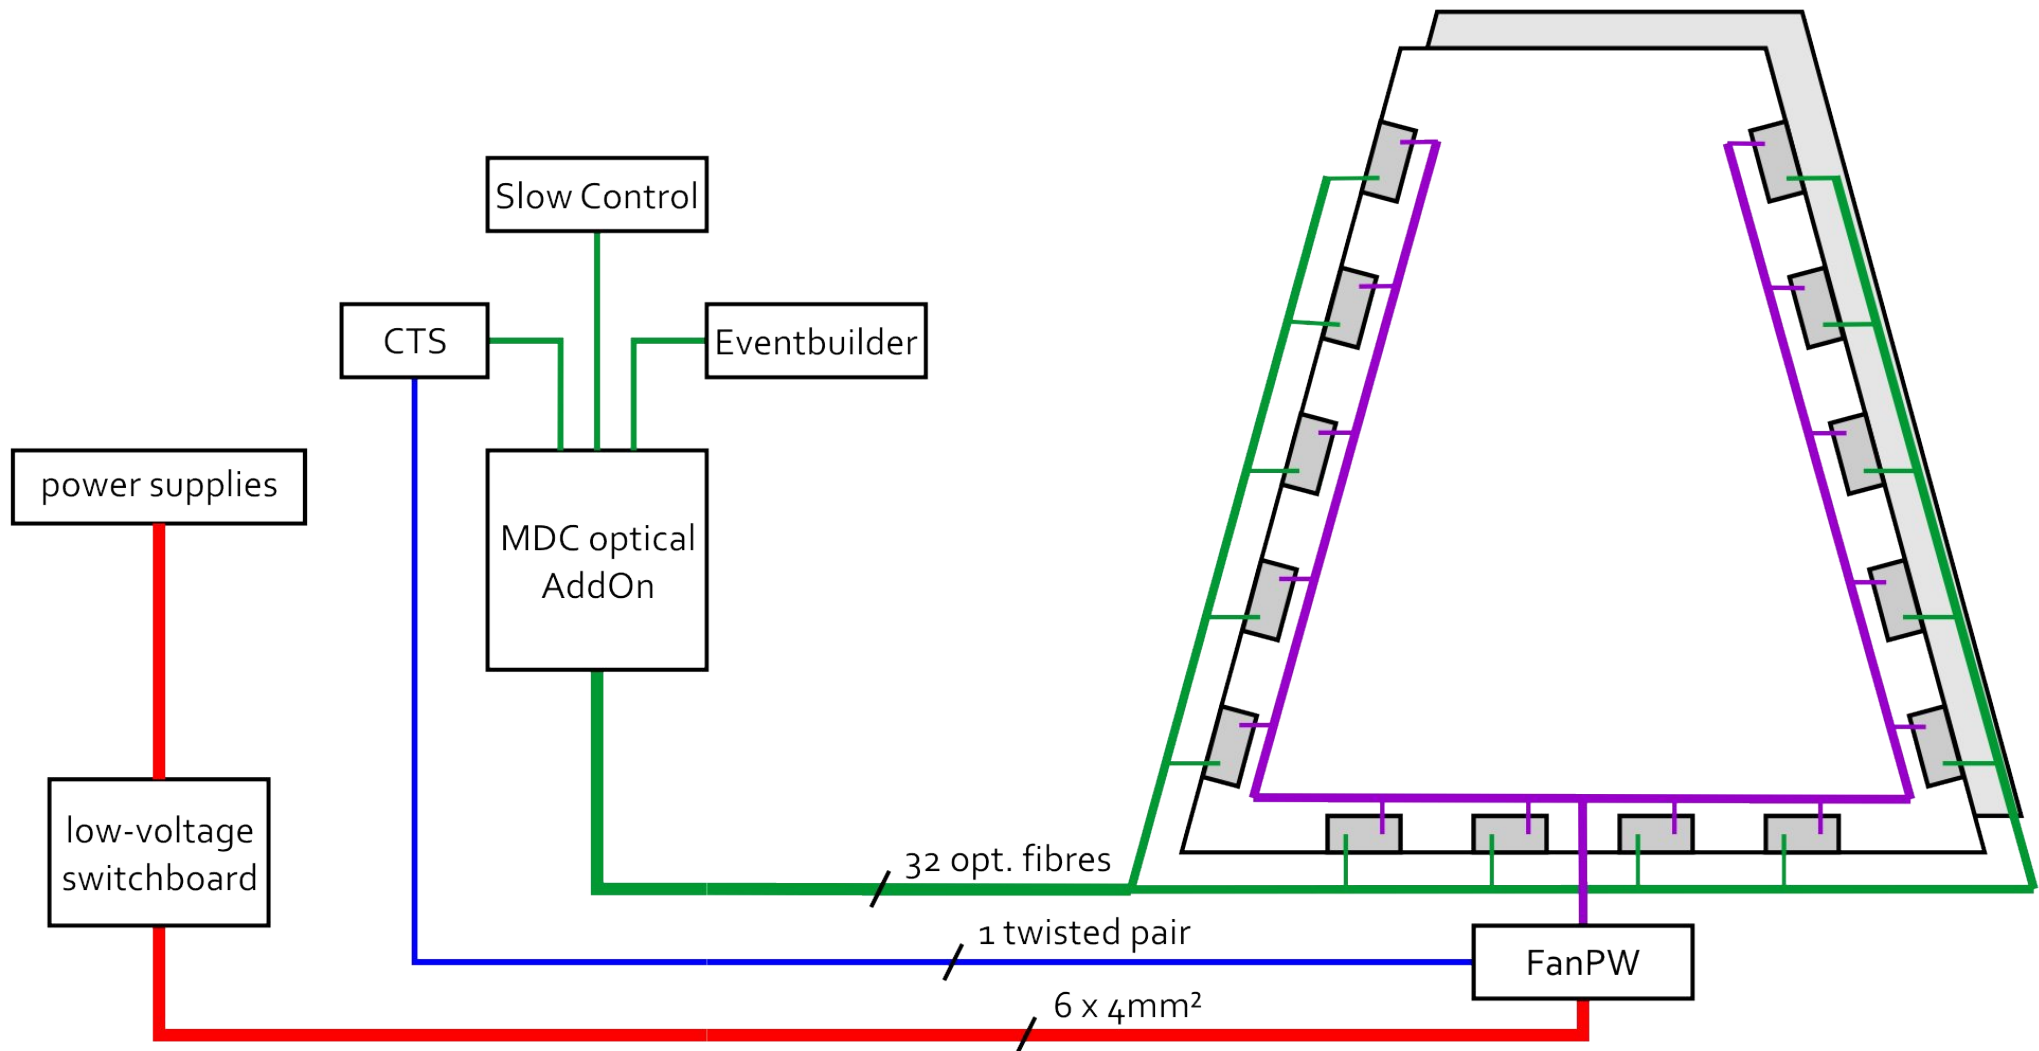 Slow Control
CTS
Eventbuilder
power supplies
MDC optical
AddOn
low-voltage
switchboard
32 opt. fibres
1 twisted pair
FanPW
6 x 4mm²